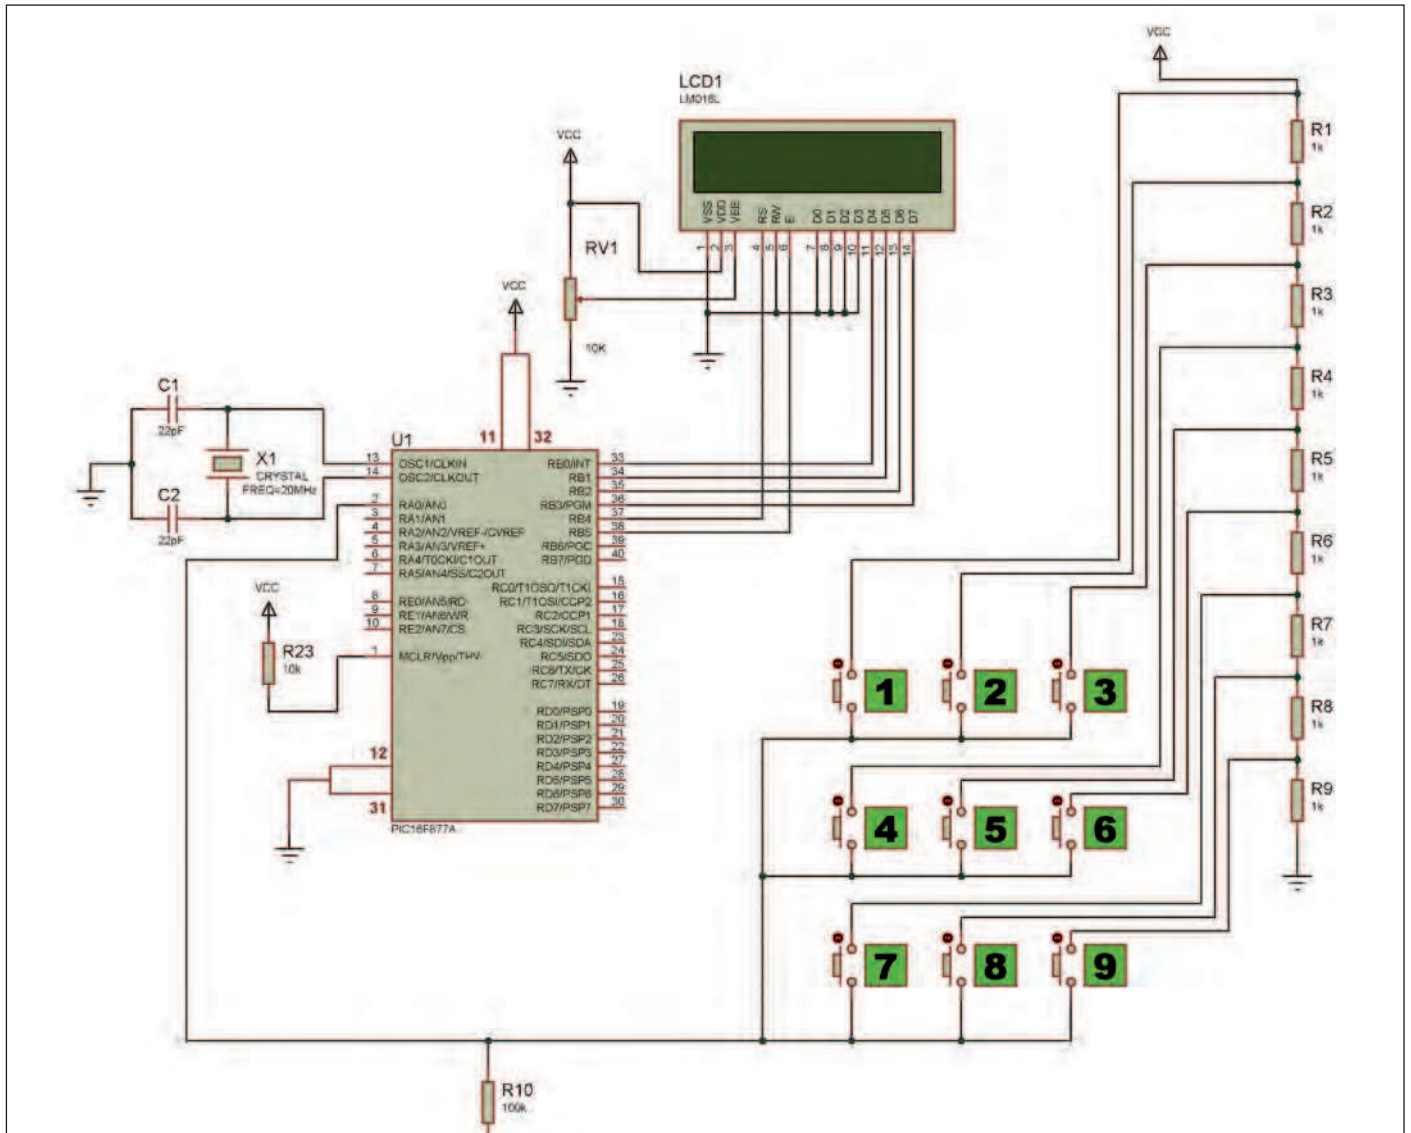 VCC
LCD1
LM016L
VCC
R1
1k
VSS
VDD
VEE
RS
RW
E
D0
D1
D2
D3
D4
D5
D6
D7
1
2
3
4
5
6
7
8
9
10
11
12
13
14
R2
1k
RV1
10K
VCC
R3
1k
R4
1k
C1
22pF
X1
CRYSTAL
FREQ=20MHz
C2
22pF
U1
11
32
13 OSC1/CLKIN
14 OSC2/CLKOUT
2 RA0/AN0
3 RA1/AN1
4 RA2/AN2/VREF-/CVREF
5 RA3/AN3/VREF+
6 RA4/T0CKI/C1OUT
7 RA5/AN4/SS/C2OUT
8 RE0/AN5/RD
9 RE1/AN6/WR
10 RE2/AN7/CS
1 MCLR/Vpp/THV
RB0/INT 33
RB1 34
RB2 35
RB3/PGM 36
RB4 37
RB5 38
RB6/PGC 39
RB7/PGD 40
RC0/T1OSO/T1CKI 15
RC1/T1OSI/CCP2 16
RC2/CCP1 17
RC3/SCK/SCL 18
RC4/SDI/SDA 23
RC5/SDO 24
RC6/TX/CK 25
RC7/RX/DT 26
RD0/PSP0 19
RD1/PSP1 20
RD2/PSP2 21
RD3/PSP3 22
RD4/PSP4 27
RD5/PSP5 28
RD6/PSP6 29
RD7/PSP7 30
12
31
PIC16F877A
VCC
R23
10k
R5
1k
R6
1k
R7
1k
R8
1k
R9
1k
1 2 3
4 5 6
7 8 9
R10
100k